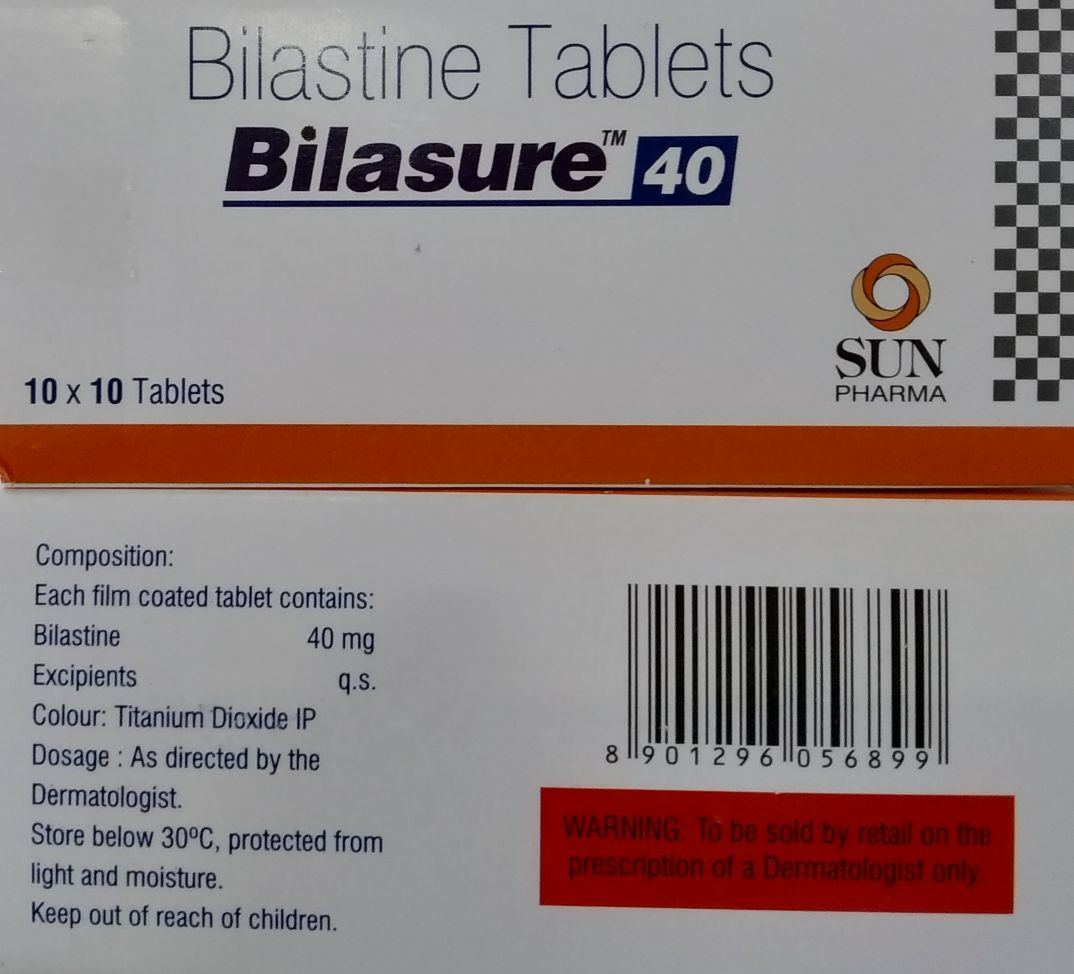 Bilastine Tablets
Bilasure™ 40
SUN
PHARMA
10 x 10 Tablets
Composition:
Each film coated tablet contains:
Bilastine 40 mg
Excipients q.s.
Colour: Titanium Dioxide IP
Dosage : As directed by the
Dermatologist.
Store below 30ºC, protected from
light and moisture.
Keep out of reach of children.
8 901296 056899
WARNING: To be sold by retail on the
prescription of a Dermatologist only.